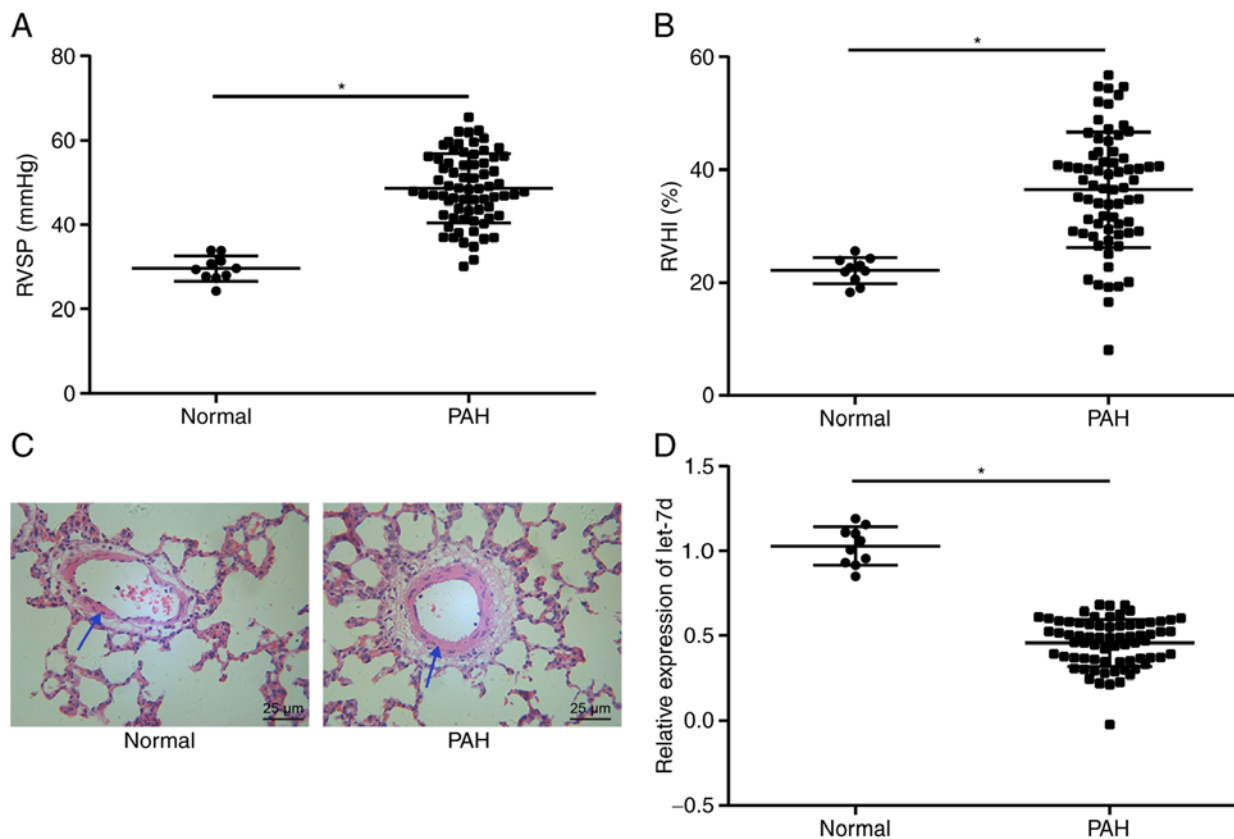 A
RVSP (mmHg)
80
60
40
20
0
*
Normal
PAH
B
RVHI (%)
60
40
20
0
*
Normal
PAH
C
25 µm
Normal
25 µm
PAH
D
Relative expression of let-7d
1.5
1.0
0.5
0.0
−0.5
*
Normal
PAH